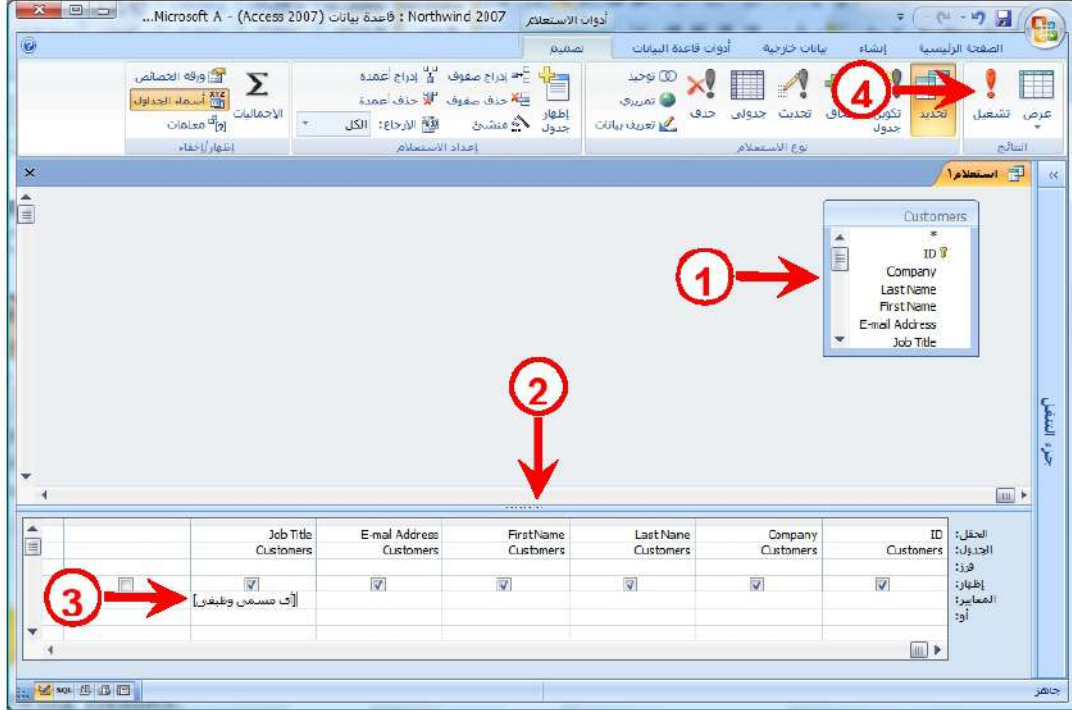 أدوات الاستعلام
Northwind 2007 : قاعدة بيانات (Access 2007) - Microsoft A...
الصفحة الرئيسية
إنشاء
بيانات خارجية
أدوات قاعدة البيانات
تصميم
عرض
تشغيل
النتائج
4
تحديد
تكوين جدول
تحديث
جدولي
حذف
توحيد
تمريري
تعريف بيانات
نوع الاستعلام
إظهار جدول
إدراج صفوف
حذف صفوف
منشئ
إدراج أعمدة
حذف أعمدة
الإرجاع: الكل
إعداد الاستعلام
الإجماليات
ورقة الخصائص
أسماء الجداول
معلمات
إظهار/إخفاء
استعلام١
Customers
*
ID
Company
Last Name
First Name
E-mail Address
Job Title
1
2
جزء التنقل
الحقل: ID Company Last Name First Name E-mail Address Job Title
الجدول: Customers Customers Customers Customers Customers Customers
فرز:
إظهار:
المعايير: [أي مسمى وظيفي]
أو:
3
جاهز
SQL